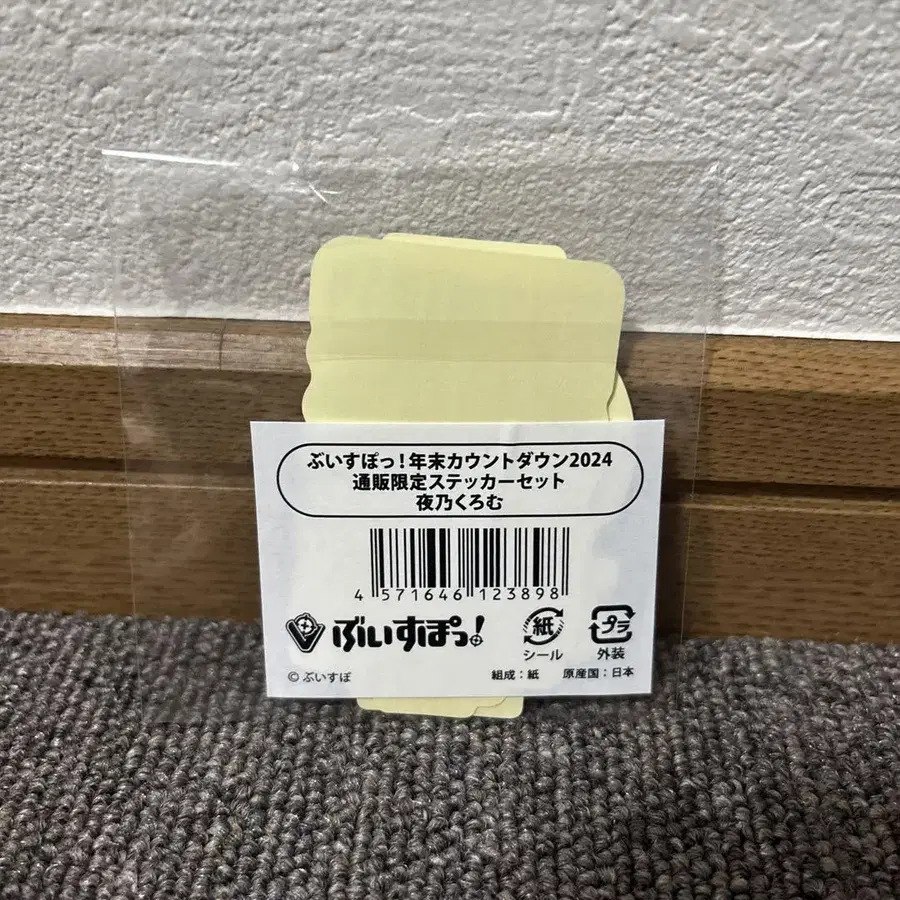 ぶいすぽっ!年末カウントダウン2024
通販限定ステッカーセット
夜乃くろむ
4 571646 123898
ぶいすぽっ!
紙
シール
プラ
外装
© ぶいすぽ
組成:紙 原産国:日本